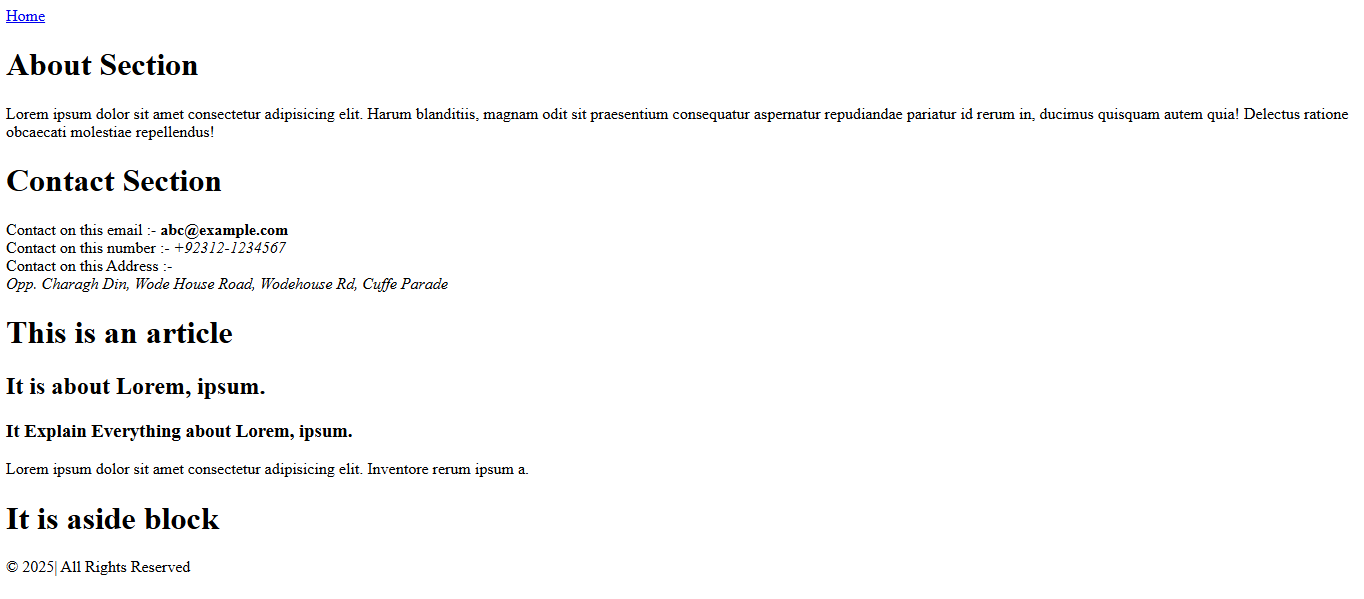 Home
About Section
Lorem ipsum dolor sit amet consectetur adipisicing elit. Harum blanditiis, magnam odit sit praesentium consequatur aspernatur repudiandae pariatur id rerum in, ducimus quisquam autem quia! Delectus ratione
obcaecati molestiae repellendus!
Contact Section
Contact on this email :- abc@example.com
Contact on this number :- +92312-1234567
Contact on this Address :-
Opp. Charagh Din, Wode House Road, Wodehouse Rd, Cuffe Parade
This is an article
It is about Lorem, ipsum.
It Explain Everything about Lorem, ipsum.
Lorem ipsum dolor sit amet consectetur adipisicing elit. Inventore rerum ipsum a.
It is aside block
© 2025| All Rights Reserved